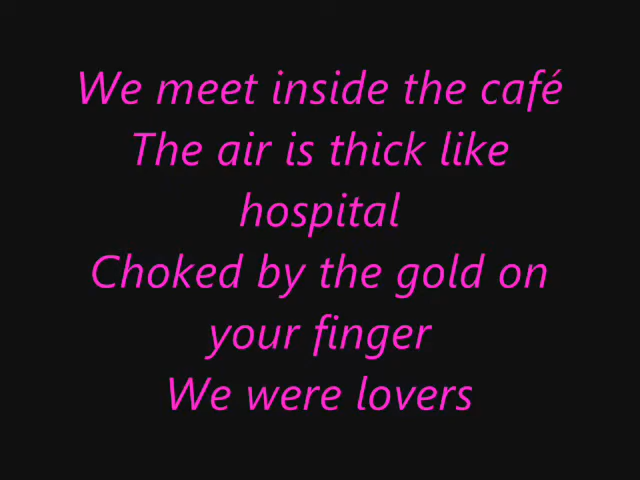 We meet inside the café
The air is thick like
hospital
Choked by the gold on
your finger
We were lovers